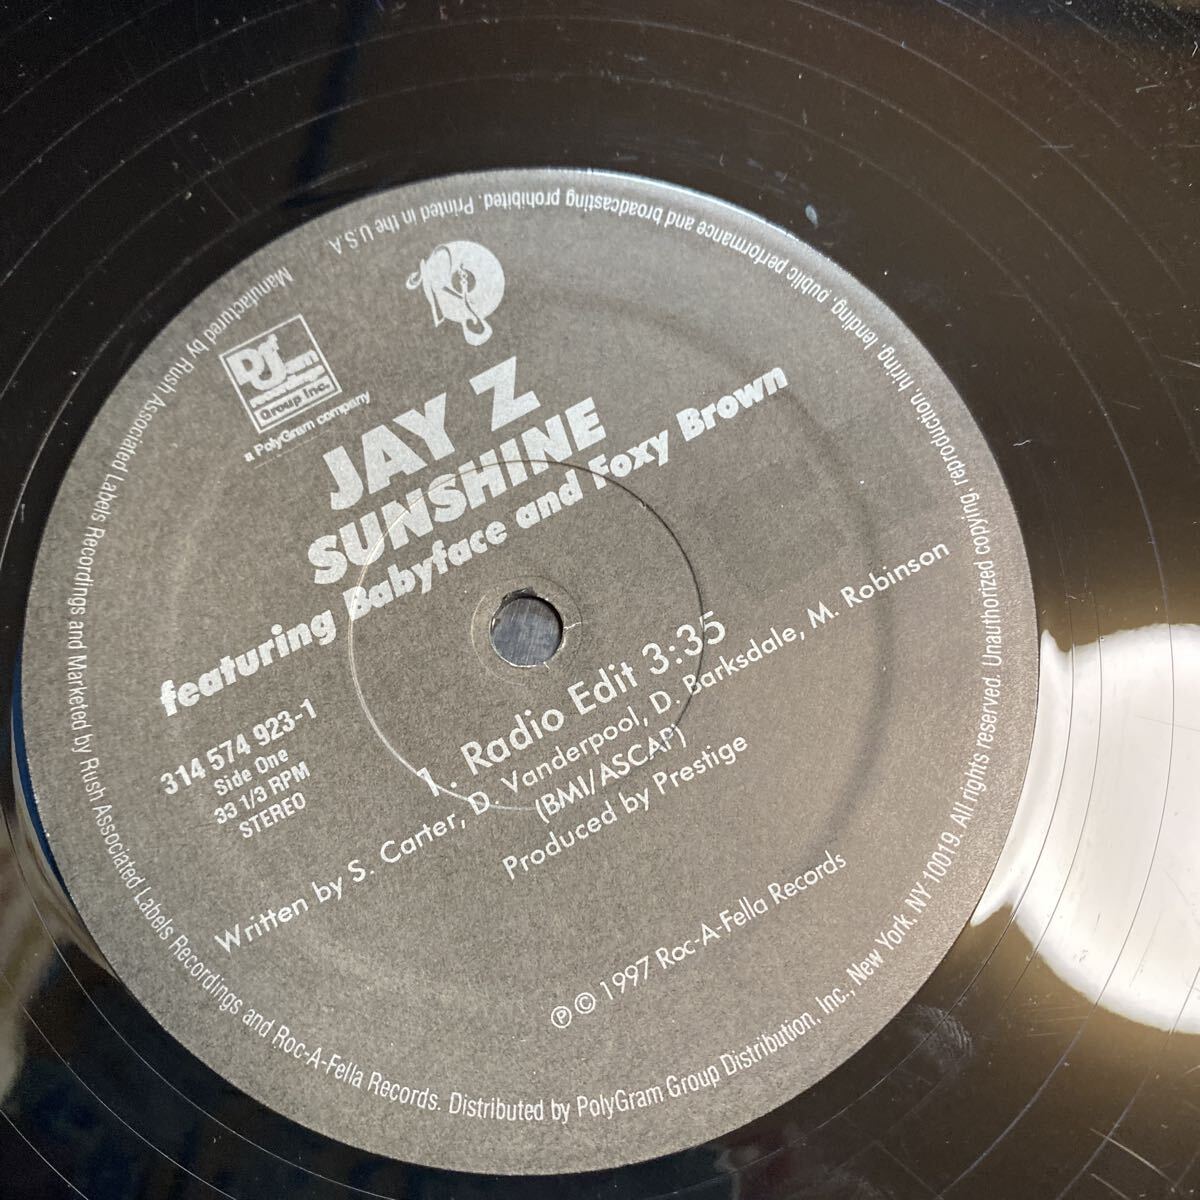 Roc
Def Jam
recordings
Group Inc.
a PolyGram company
JAY Z
SUNSHINE
featuring Babyface and Foxy Brown
314 574 923-1
Side One
33 1/3 RPM
STEREO
1. Radio Edit 3:35
Written by S. Carter, D. Vanderpool, D. Barksdale, M. Robinson
(BMI/ASCAP)
Produced by Prestige
℗ © 1997 Roc-A-Fella Records
Manufactured by Rush Associated Labels Recordings and Marketed by Rush Associated Labels Recordings and Roc-A-Fella Records. Distributed by PolyGram Group Distribution, Inc., New York, NY 10019. All rights reserved. Unauthorized copying, reproduction, hiring, lending, public performance and broadcasting prohibited. Printed in the U.S.A